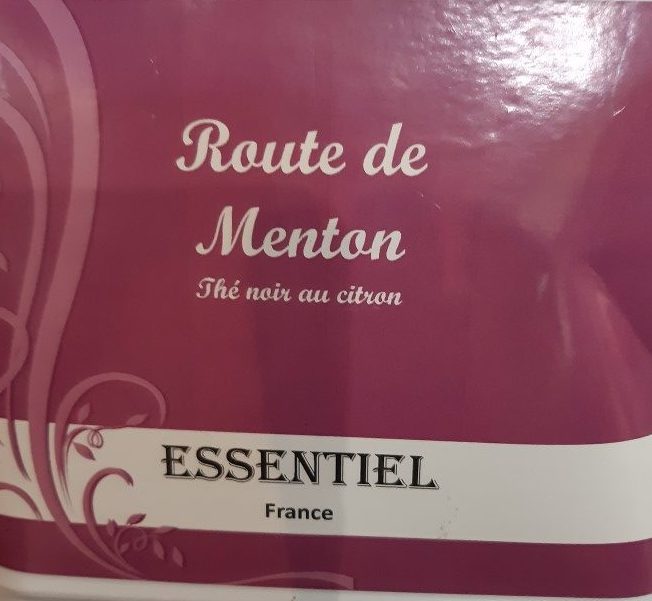 Route de
Menton
Thé noir au citron
ESSENTIEL
France